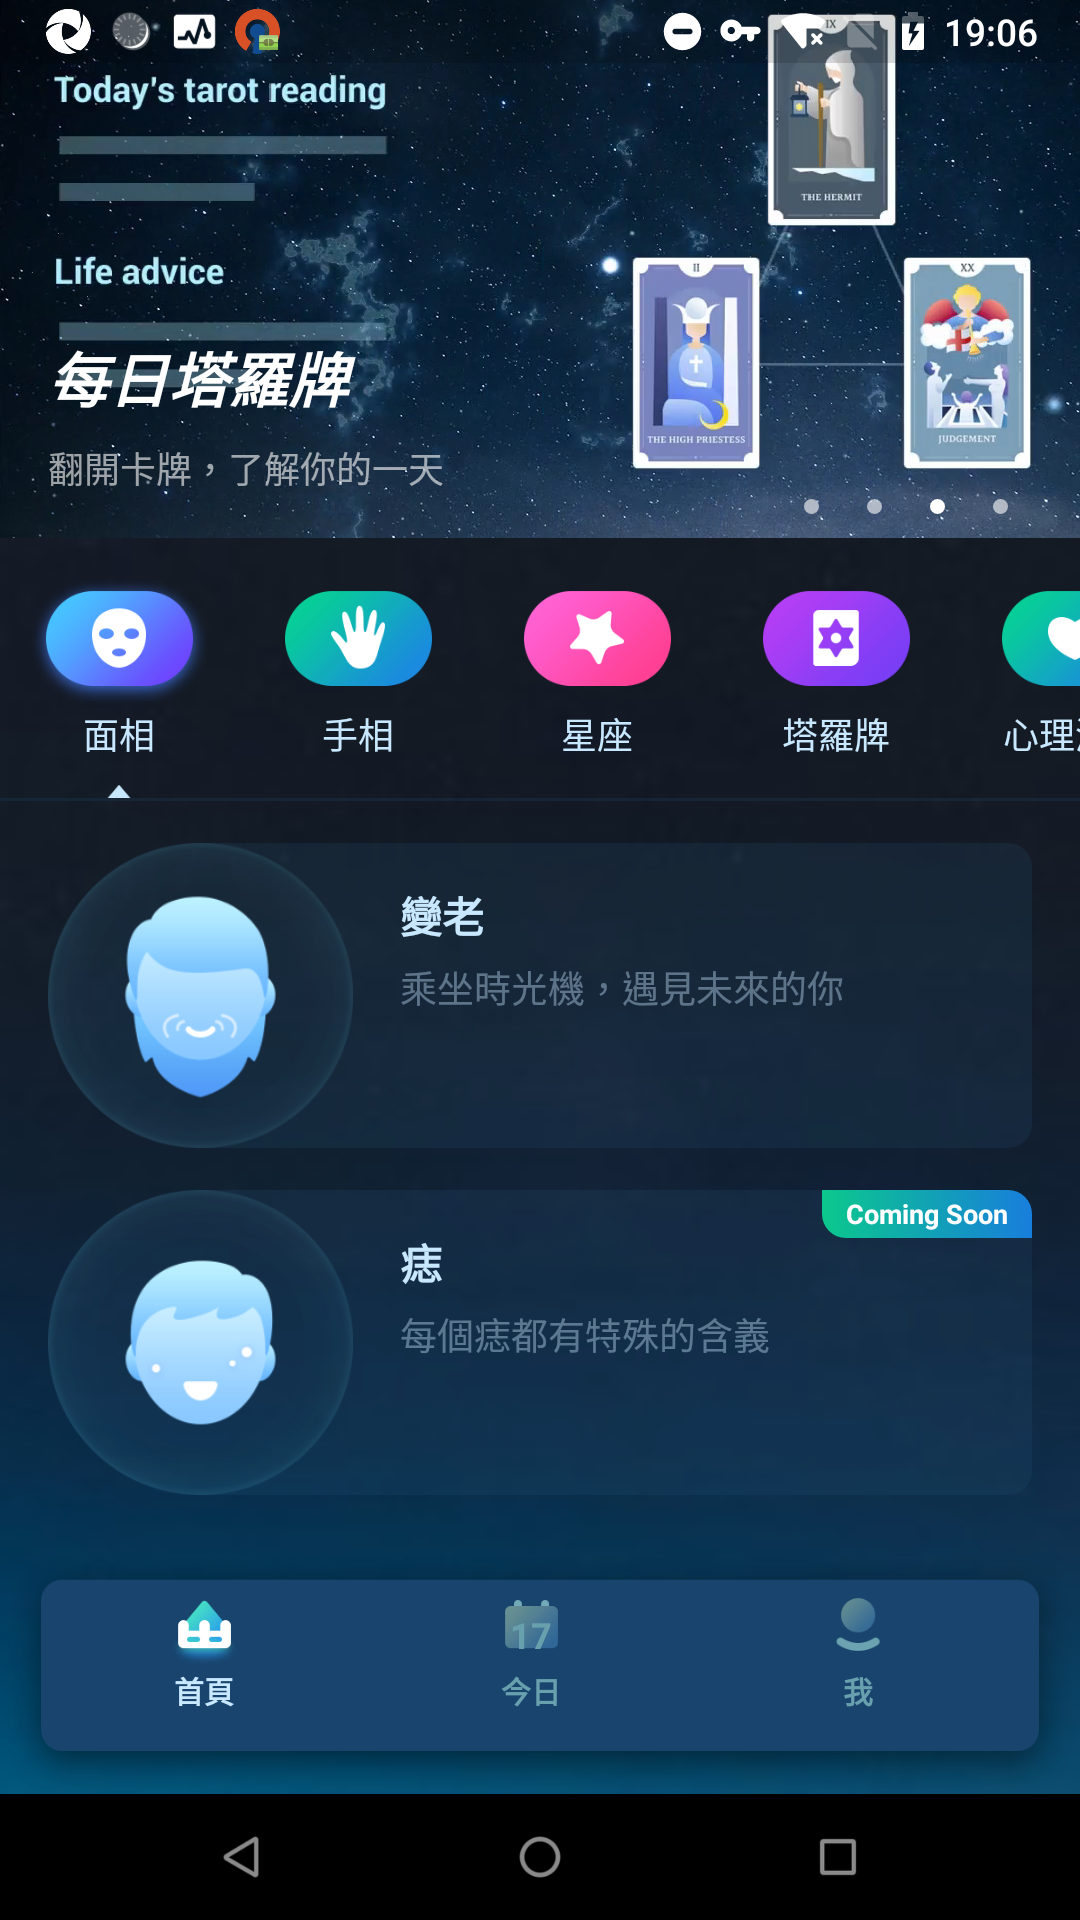 19:06
Today's tarot reading
IX
THE HERMIT
Life advice
II
THE HIGH PRIESTESS
XX
JUDGEMENT
每日塔羅牌
翻開卡牌，了解你的一天
面相
手相
星座
塔羅牌
心理
變老
乘坐時光機，遇見未來的你
Coming Soon
痣
每個痣都有特殊的含義
17
首頁
今日
我